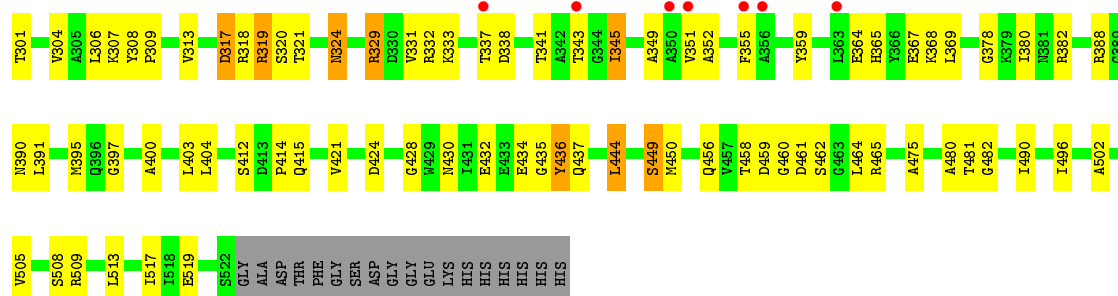 T301 V304 A305 L306 K307 Y308 P309 V313 D317 R318 R319 S320 T321 N324 R329 D330 V331 R332 K333 T337 D338 T341 A342 T343 G344 I345 A349 A350 V351 A352 F355 A356 Y359 L363 E364 H365 Y366 E367 K368 L369 G378 K379 I380 N381 R382 R388
N390 L391 M395 Q396 G397 A400 L403 L404 S412 D413 P414 Q415 V421 D424 G428 W429 N430 I431 E432 E433 E434 G435 Y436 Q437 L444 S449 M450 Q456 V457 T458 D459 G460 D461 S462 G463 L464 R465 A475 A480 T481 G482 I490 I496 A502
V505 S508 R509 L513 I517 I518 E519 S522 GLY ALA ASP THR PHE GLY SER ASP GLY GLY GLU LYS HIS HIS HIS HIS HIS HIS